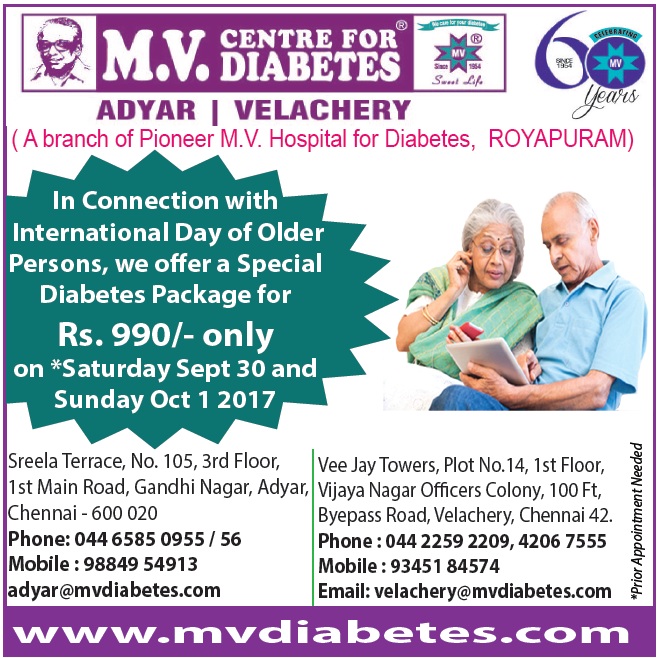 M.V. CENTRE FOR DIABETES®
We care for your diabetes
MV ®
Since 1954
Sweet Life
60
CELEBRATING
SINCE 1954
MV
Years
ADYAR | VELACHERY
( A branch of Pioneer M.V. Hospital for Diabetes, ROYAPURAM)
In Connection with
International Day of Older
Persons, we offer a Special
Diabetes Package for
Rs. 990/- only
on *Saturday Sept 30 and
Sunday Oct 1 2017
Sreela Terrace, No. 105, 3rd Floor,
1st Main Road, Gandhi Nagar, Adyar,
Chennai - 600 020
Phone: 044 6585 0955 / 56
Mobile : 98849 54913
adyar@mvdiabetes.com
Vee Jay Towers, Plot No.14, 1st Floor,
Vijaya Nagar Officers Colony, 100 Ft,
Byepass Road, Velachery, Chennai 42.
Phone : 044 2259 2209, 4206 7555
Mobile : 93451 84574
Email: velachery@mvdiabetes.com
*Prior Appointment Needed
www.mvdiabetes.com